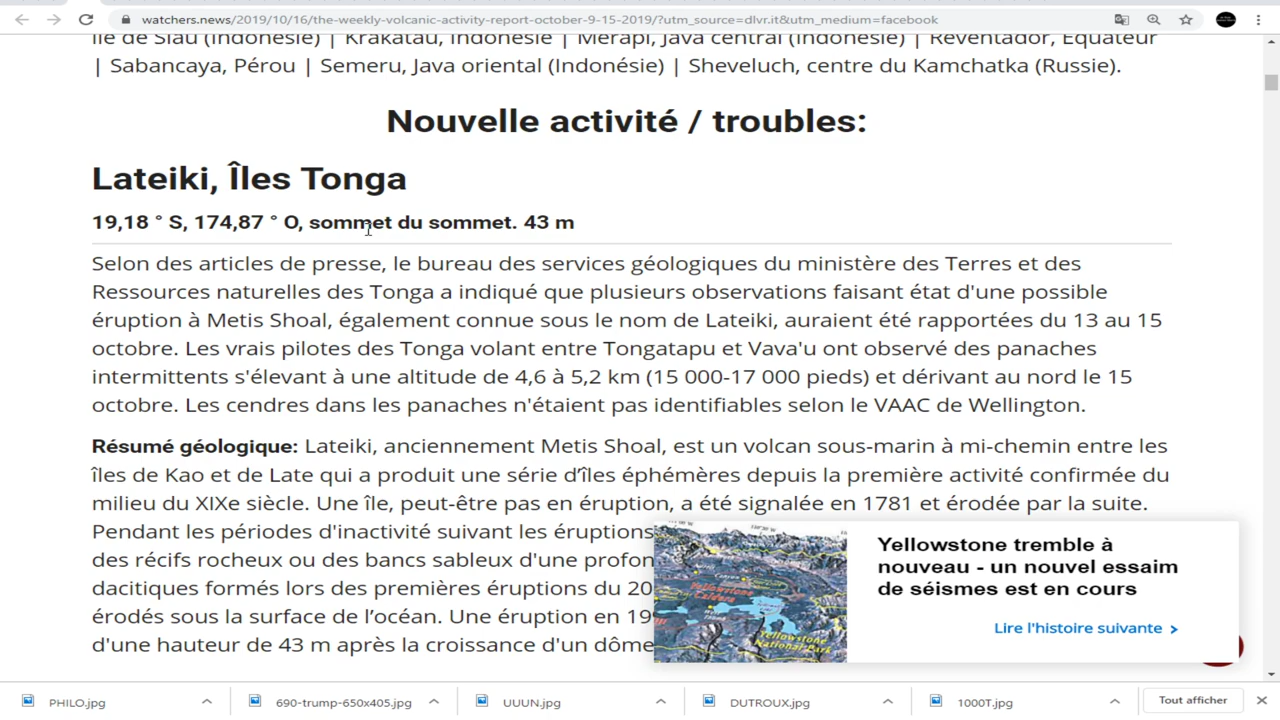 watchers.news/2019/10/16/the-weekly-volcanic-activity-report-october-9-15-2019/?utm_source=dlvr.it&utm_medium=facebook
Île de Siau (Indonésie) | Krakatau, Indonésie | Merapi, Java central (Indonésie) | Reventador, Équateur
| Sabancaya, Pérou | Semeru, Java oriental (Indonésie) | Sheveluch, centre du Kamchatka (Russie).
Nouvelle activité / troubles:
Lateiki, Îles Tonga
19,18 ° S, 174,87 ° O, sommet du sommet. 43 m
Selon des articles de presse, le bureau des services géologiques du ministère des Terres et des
Ressources naturelles des Tonga a indiqué que plusieurs observations faisant état d'une possible
éruption à Metis Shoal, également connue sous le nom de Lateiki, auraient été rapportées du 13 au 15
octobre. Les vrais pilotes des Tonga volant entre Tongatapu et Vava'u ont observé des panaches
intermittents s'élevant à une altitude de 4,6 à 5,2 km (15 000-17 000 pieds) et dérivant au nord le 15
octobre. Les cendres dans les panaches n'étaient pas identifiables selon le VAAC de Wellington.
Résumé géologique: Lateiki, anciennement Metis Shoal, est un volcan sous-marin à mi-chemin entre les
îles de Kao et de Late qui a produit une série d'îles éphémères depuis la première activité confirmée du
milieu du XIXe siècle. Une île, peut-être pas en éruption, a été signalée en 1781 et érodée par la suite.
Pendant les périodes d'inactivité suivant les éruptions
des récifs rocheux ou des bancs sableux d'une profon
dacitiques formés lors des premières éruptions du 20
érodés sous la surface de l'océan. Une éruption en 19
d'une hauteur de 43 m après la croissance d'un dôme
Yellowstone tremble à
nouveau - un nouvel essaim
de séismes est en cours
Lire l'histoire suivante >
Yellowstone
National Park
PHILO.jpg
690-trump-650x405.jpg
UUUN.jpg
DUTROUX.jpg
1000T.jpg
Tout afficher